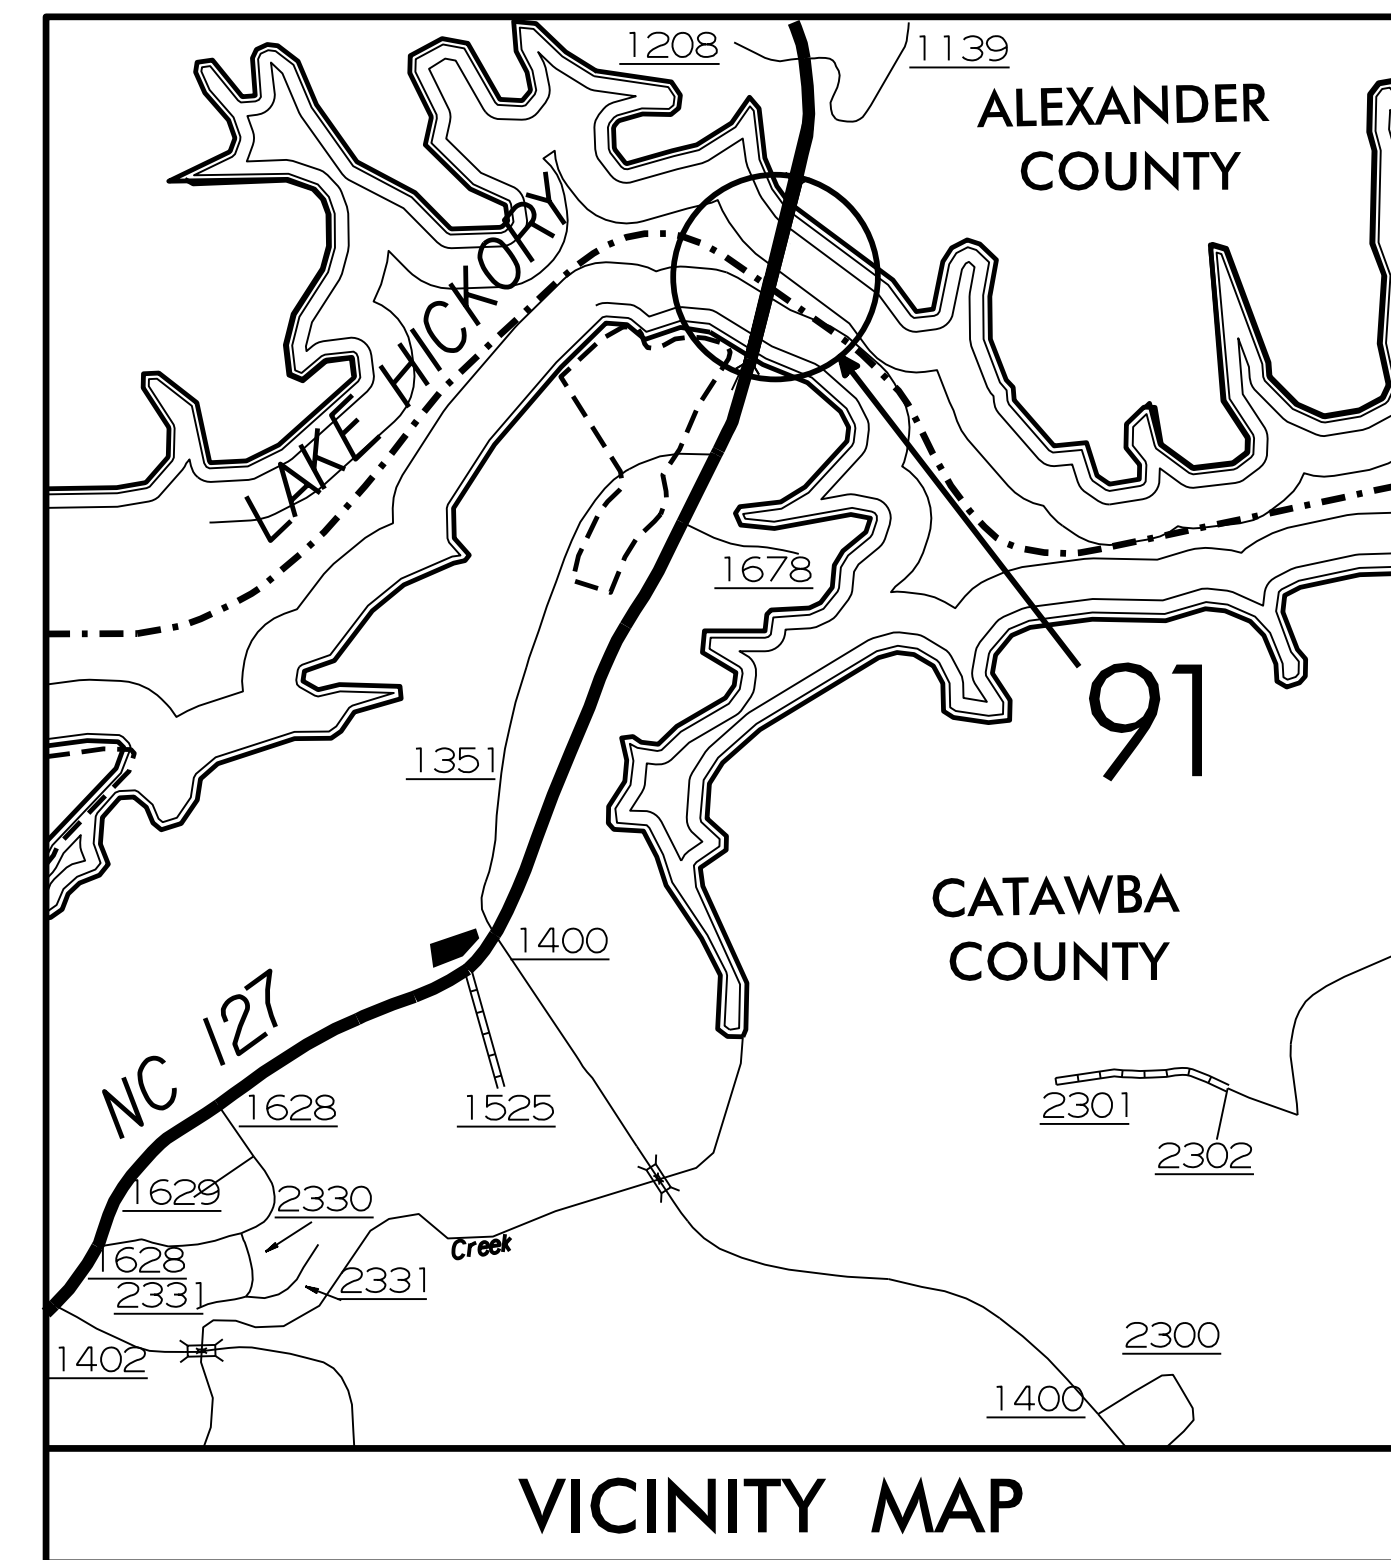 1208
1139
ALEXANDER
COUNTY
LAKE HICKORY
1678
91
1351
CATAWBA
COUNTY
1400
NC 127
1628
1525
2301
2302
1629
2330
1628
2331
2331
Creek
1402
2300
1400
VICINITY MAP